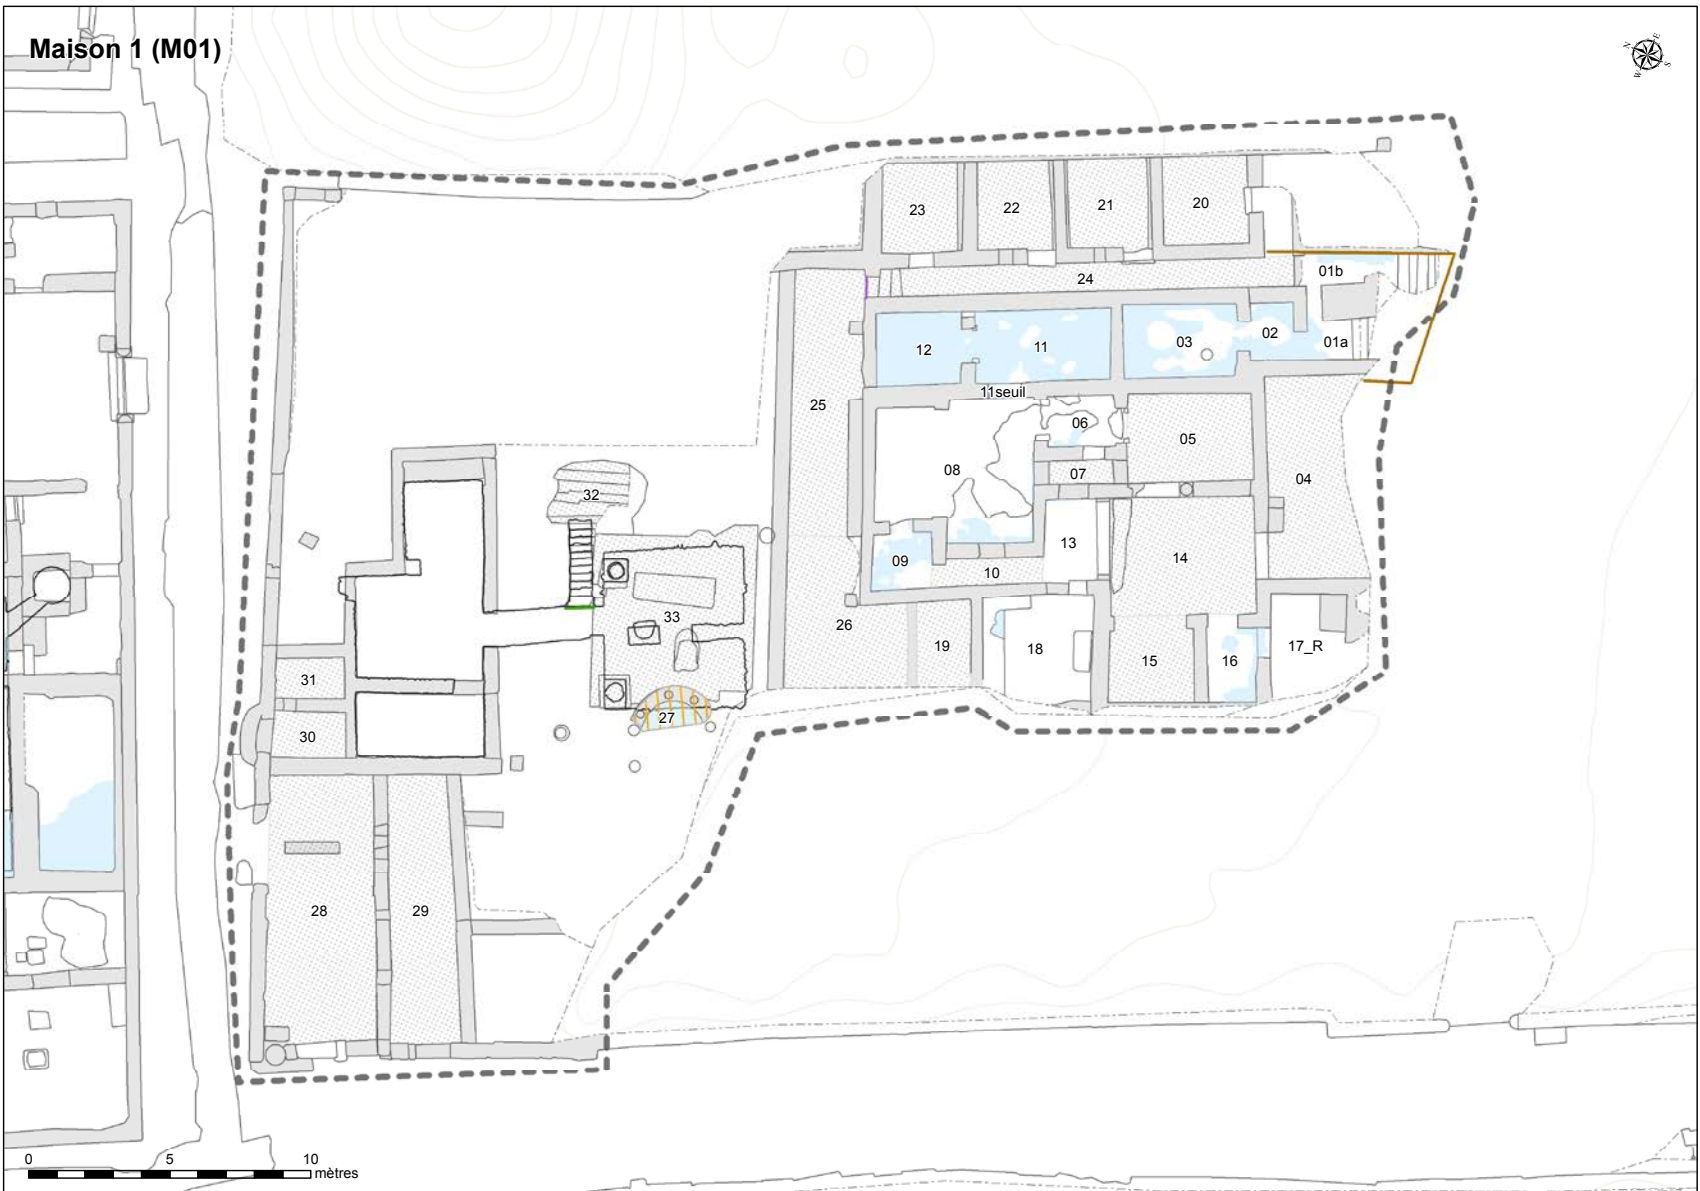 Maison 1 (M01)
N E
W S
23 22 21 20
24 01b
12 11 03 02 01a
11seuil
25 06 05
08 07 04
32
09 10 13 14
33 26 19 18 15 16 17_R
31
27
30
28 29
0 5 10
mètres